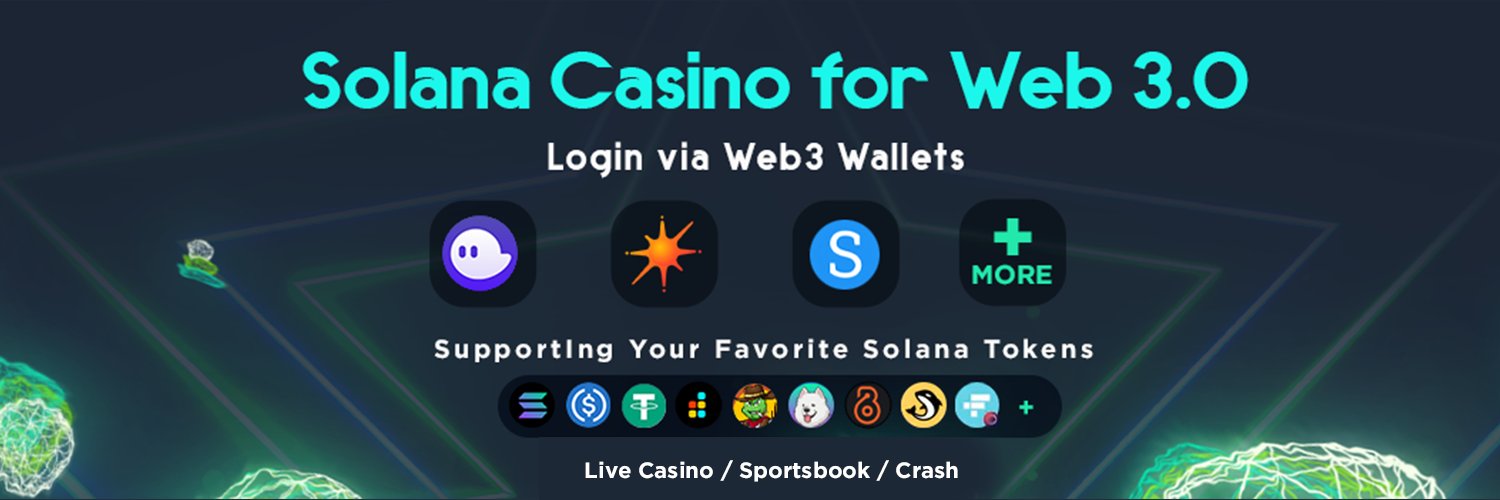 Solana Casino for Web 3.0
Login via Web3 Wallets
S
MORE
SupportIng Your Favorite Solana Tokens
Live Casino / Sportsbook / Crash